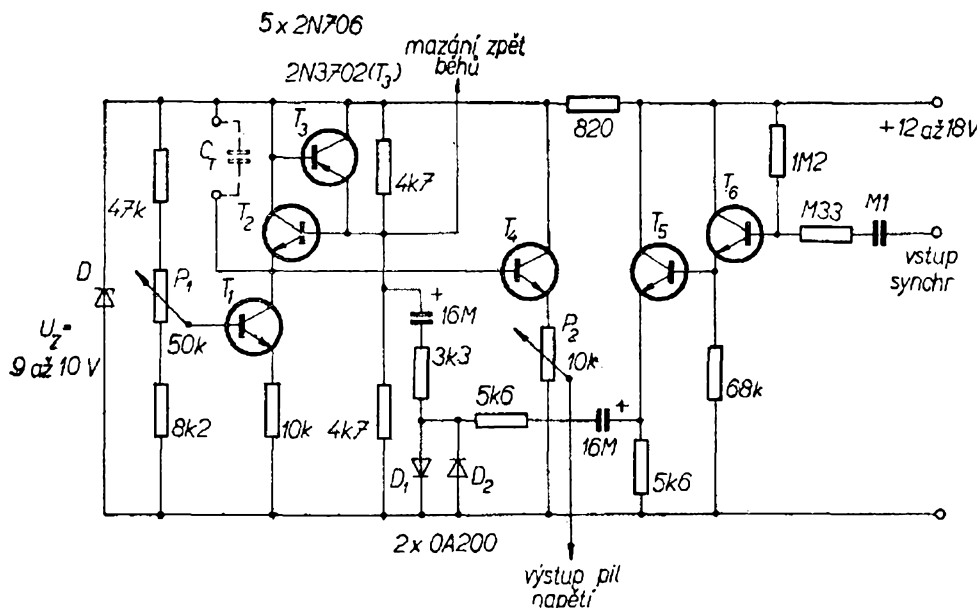 5 x 2N706
mazání zpět
běhů
2N3702(T3)
T3
820
+12 až 18V
CT
4k7
1M2
47k
T2
T6
M33
M1
T4
T5
vstup
synchr
D
P1
T1
UZ=
9 až 10 V
50k
+
16M
3k3
P2
10k
68k
5k6
+
16M
8k2
10k
4k7
D1
D2
5k6
2 x 0A200
výstup pil
napětí